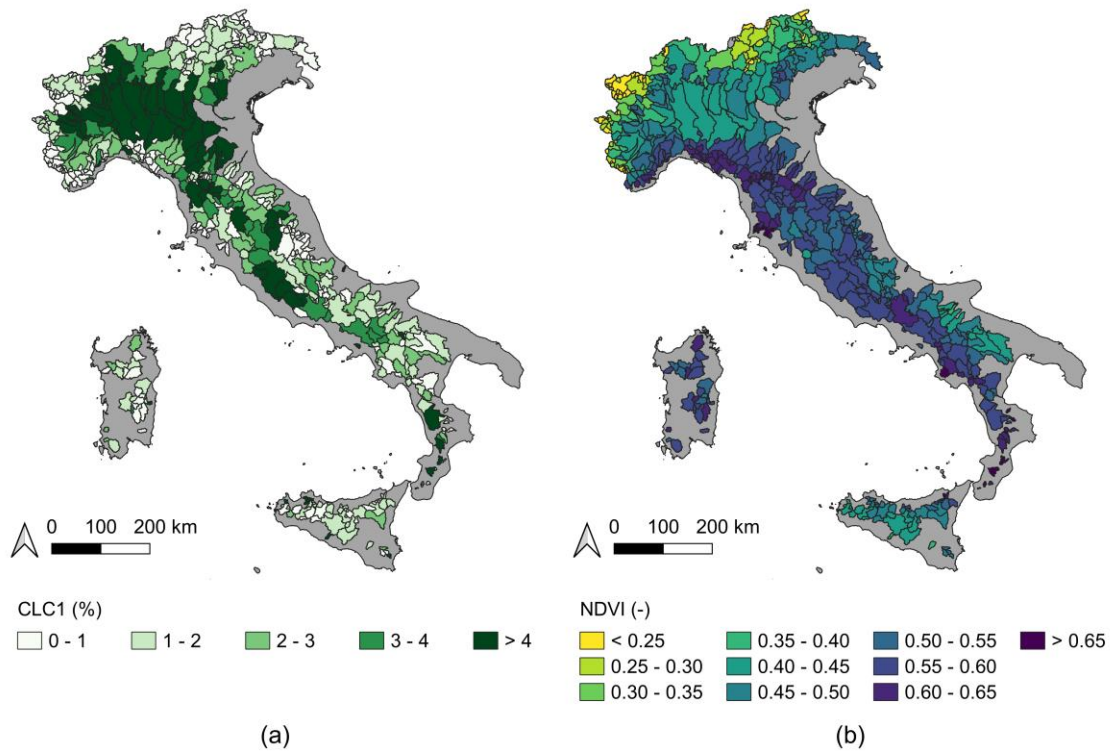 0 100 200 km
0 100 200 km
CLC1 (%)
0 - 1 1 - 2 2 - 3 3 - 4 > 4
NDVI (-)
< 0.25 0.35 - 0.40 0.50 - 0.55 > 0.65
0.25 - 0.30 0.40 - 0.45 0.55 - 0.60
0.30 - 0.35 0.45 - 0.50 0.60 - 0.65
(a) (b)